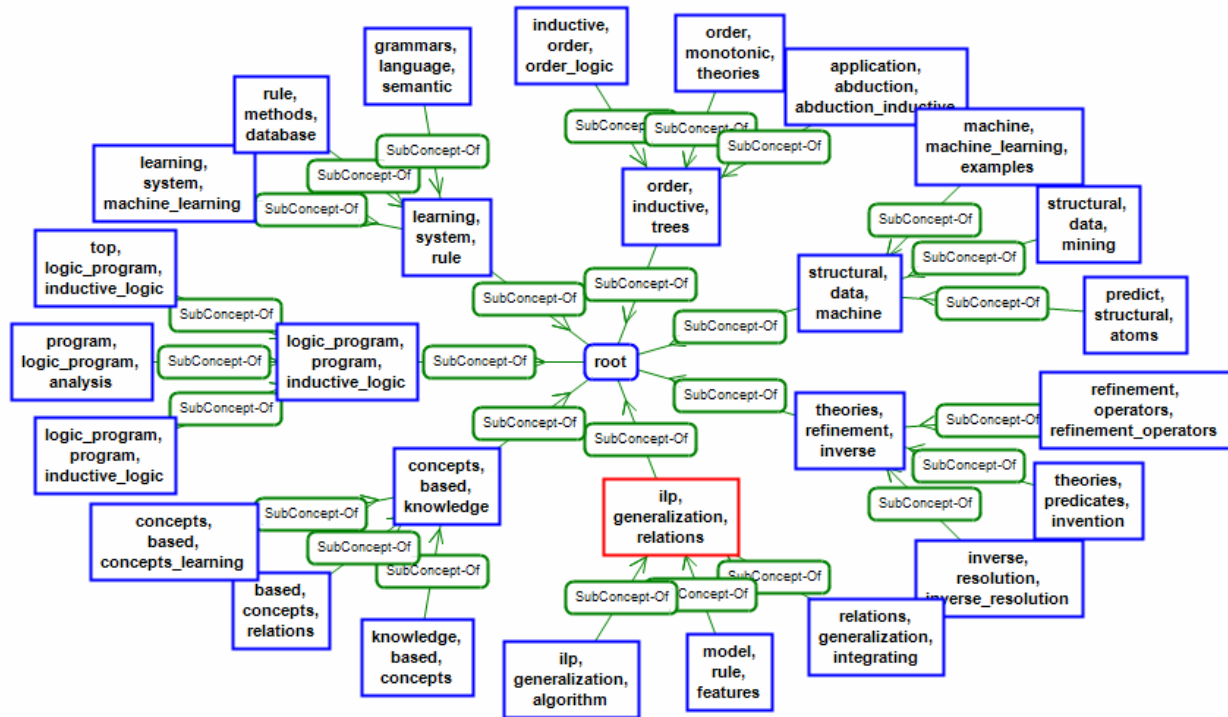 grammars,
language,
semantic
inductive,
order,
order_logic
order,
monotonic,
theories
application,
abduction,
abduction_inductive
rule,
methods,
database
learning,
system,
machine_learning
SubConcept-Of
SubConcept-Of
SubConcept-Of
SubConcept
SubConcept-Of
SubConcept-Of
machine,
machine_learning,
examples
structural,
data,
mining
predict,
structural,
atoms
SubConcept-Of
SubConcept-Of
SubConcept-Of
learning,
system,
rule
order,
inductive,
trees
structural,
data,
machine
SubConcept-Of
SubConcept-Of
SubConcept-Of
top,
logic_program,
inductive_logic
program,
logic_program,
analysis
logic_program,
program,
inductive_logic
SubConcept-Of
SubConcept-Of
SubConcept-Of
logic_program,
program,
inductive_logic
SubConcept-Of
root
SubConcept-Of
SubConcept-Of
SubConcept-Of
theories,
refinement,
inverse
SubConcept-Of
SubConcept-Of
SubConcept-Of
refinement,
operators,
refinement_operators
theories,
predicates,
invention
inverse,
resolution,
inverse_resolution
concepts,
based,
knowledge
SubConcept-Of
SubConcept-Of
SubConcept-Of
concepts,
based,
concepts_learning
based,
concepts,
relations
knowledge,
based,
concepts
ilp,
generalization,
relations
SubConcept-Of
Concept-Of
SubConcept-Of
ilp,
generalization,
algorithm
model,
rule,
features
relations,
generalization,
integrating